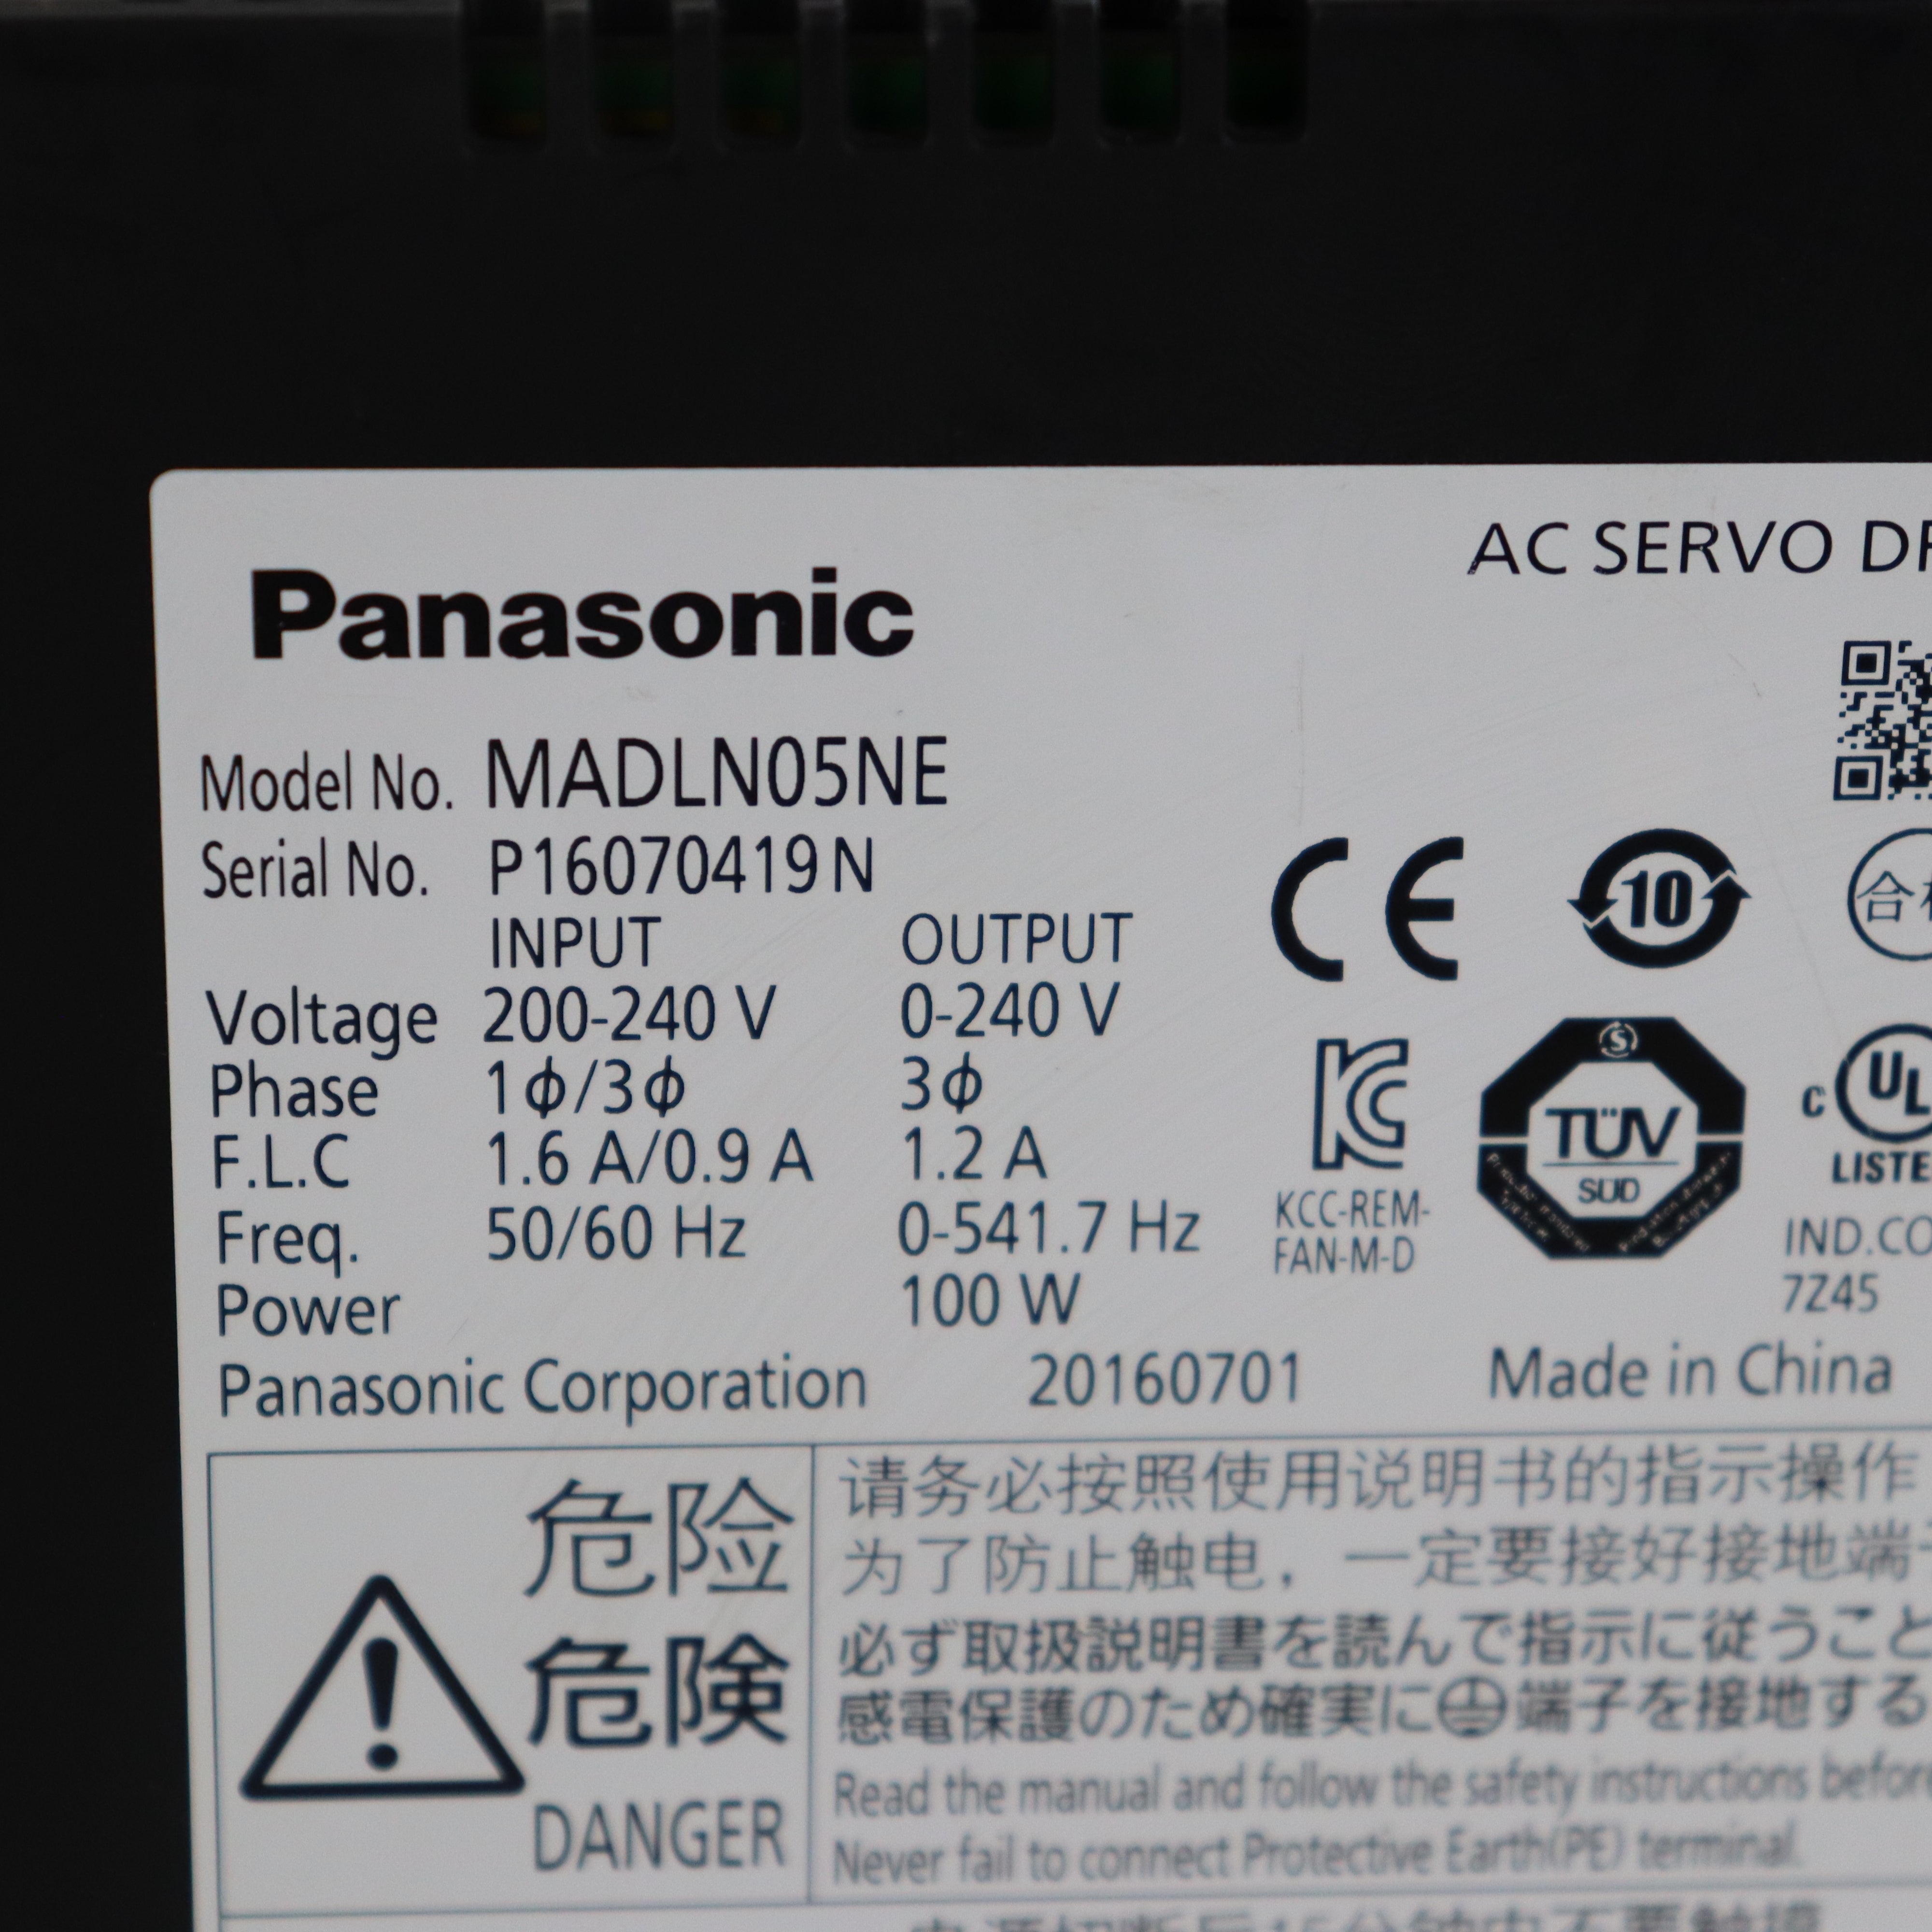 AC SERVO DR
Panasonic
Model No. MADLN05NE
Serial No. P16070419N
INPUT OUTPUT
Voltage 200-240 V 0-240 V
Phase 1ϕ/3ϕ 3ϕ
F.L.C 1.6 A/0.9 A 1.2 A
Freq. 50/60 Hz 0-541.7 Hz
Power 100 W
CE
10
合格
KCC-REM-
FAN-M-D
TÜV
SÜD
c UL
LISTE
IND.CO
7Z45
Panasonic Corporation 20160701 Made in China
危险
危険
DANGER
请务必按照使用说明书的指示操作
为了防止触电，一定要接好接地端子
必ず取扱説明書を読んで指示に従うこと
感電保護のため確実に⏚端子を接地する
Read the manual and follow the safety instructions before
Never fail to connect Protective Earth(PE) terminal.